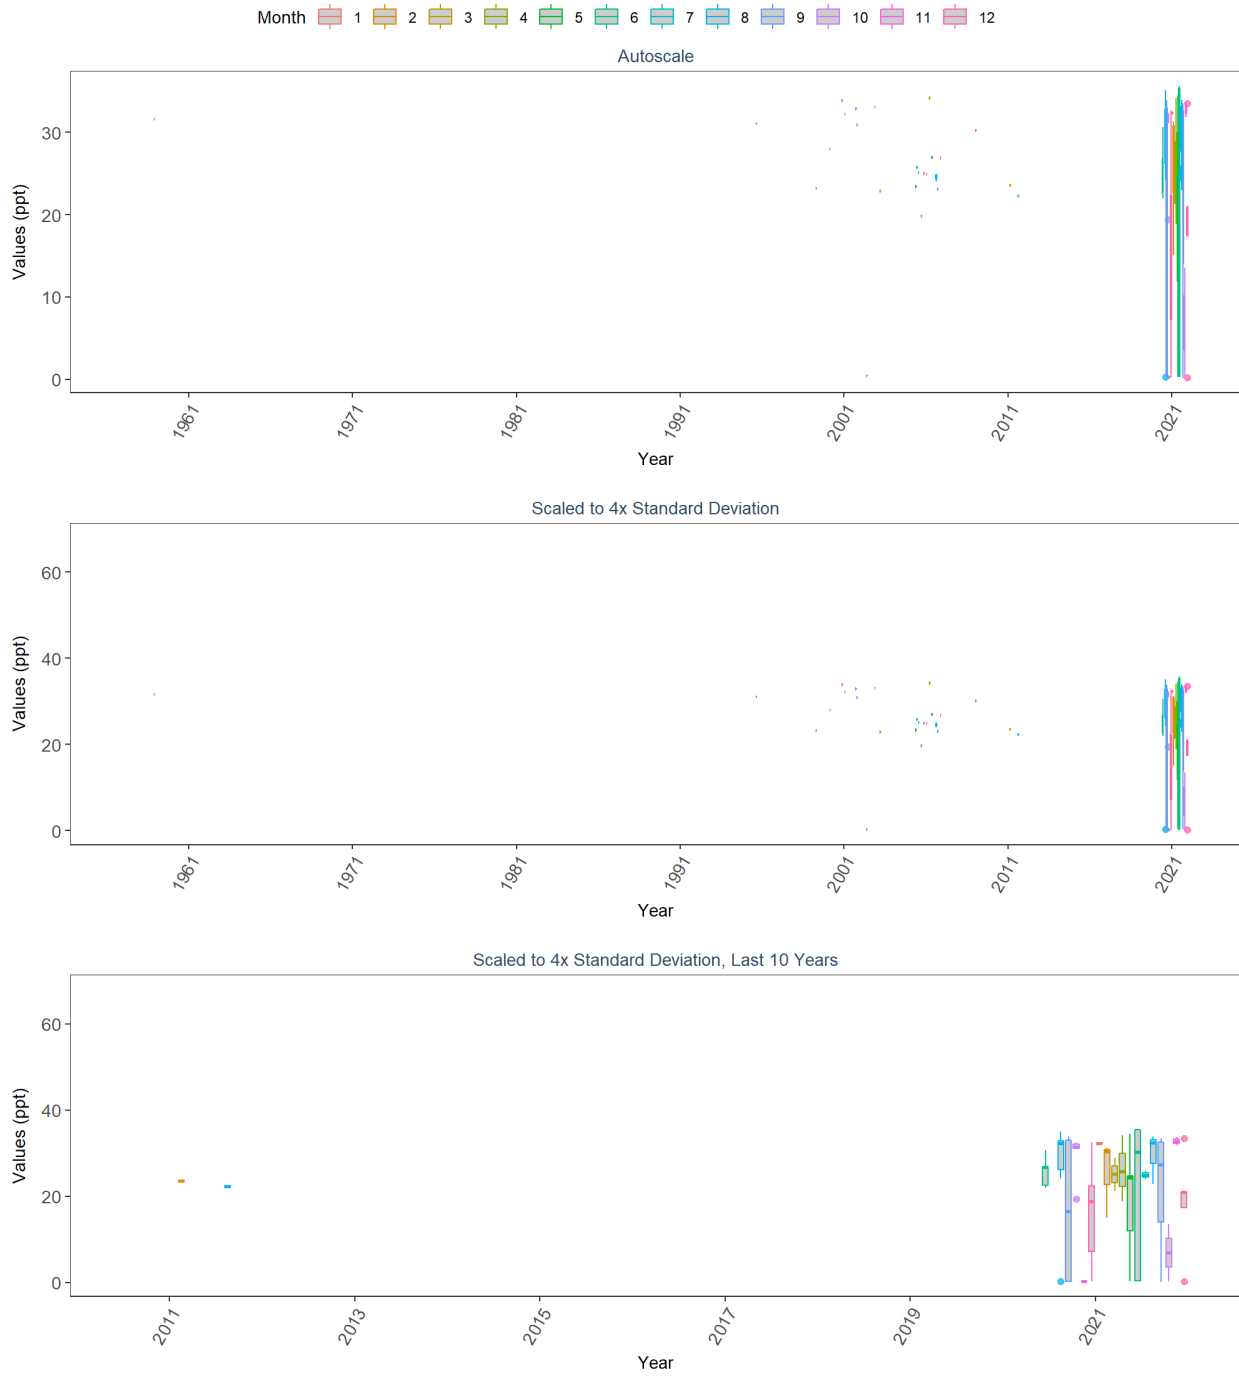 Month 1 2 3 4 5 6 7 8 9 10 11 12
Autoscale
Values (ppt)
30
20
10
0
1961 1971 1981 1991 2001 2011 2021
Year
Scaled to 4x Standard Deviation
Values (ppt)
60
40
20
0
1961 1971 1981 1991 2001 2011 2021
Year
Scaled to 4x Standard Deviation, Last 10 Years
Values (ppt)
60
40
20
0
2011 2013 2015 2017 2019 2021
Year